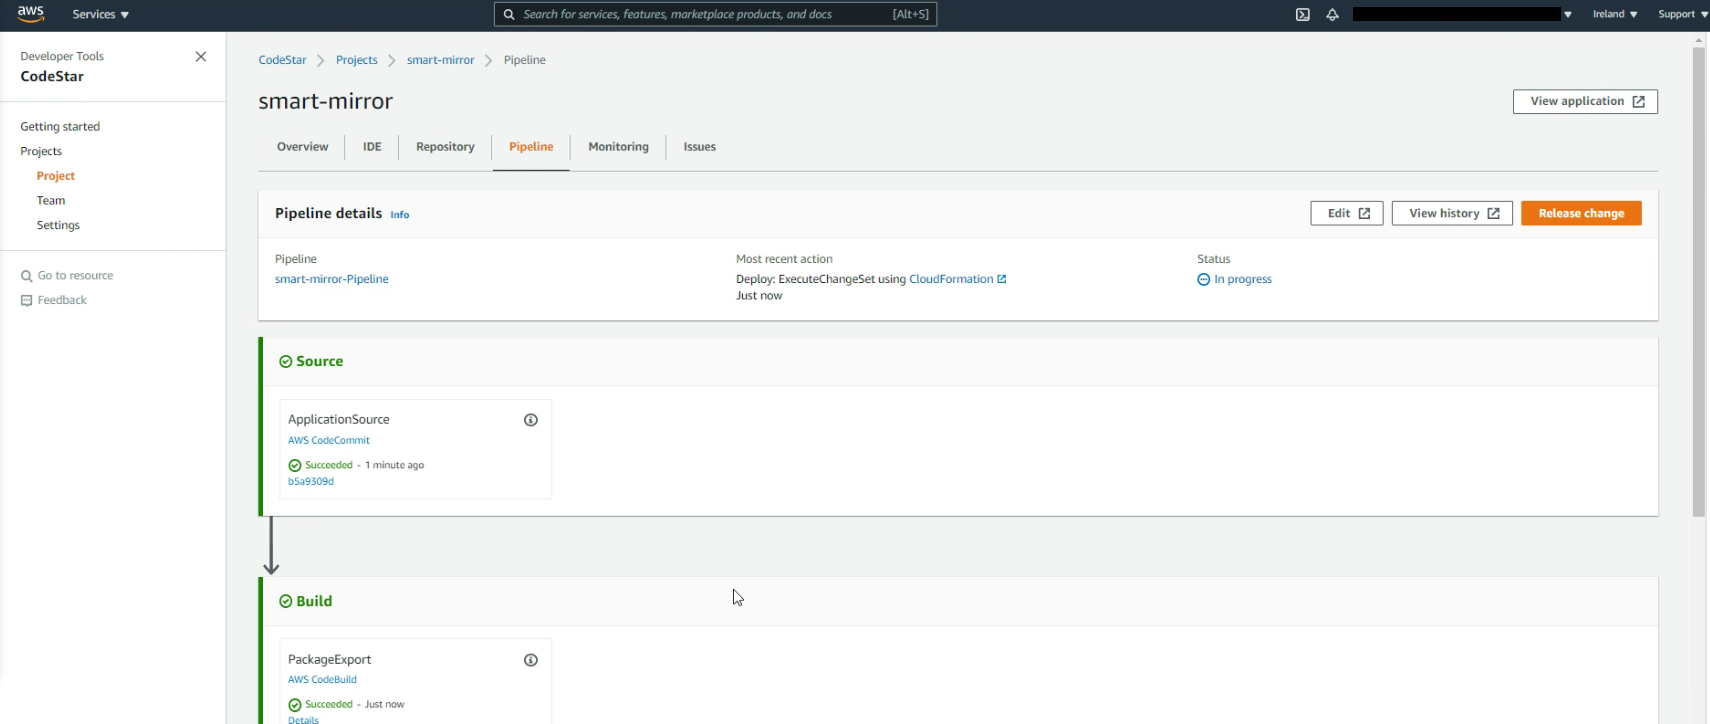 aws
Services
Search for services, features, marketplace products, and docs
[Alt+S]
Ireland
Support
Developer Tools
CodeStar
Getting started
Projects
Project
Team
Settings
Go to resource
Feedback
CodeStar
Projects
smart-mirror
Pipeline
smart-mirror
View application
Overview
IDE
Repository
Pipeline
Monitoring
Issues
Pipeline details Info
Edit
View history
Release change
Pipeline
smart-mirror-Pipeline
Most recent action
Deploy: ExecuteChangeSet using CloudFormation
Just now
Status
In progress
Source
ApplicationSource
AWS CodeCommit
Succeeded - 1 minute ago
b5a9309d
Build
PackageExport
AWS CodeBuild
Succeeded - Just now
Details